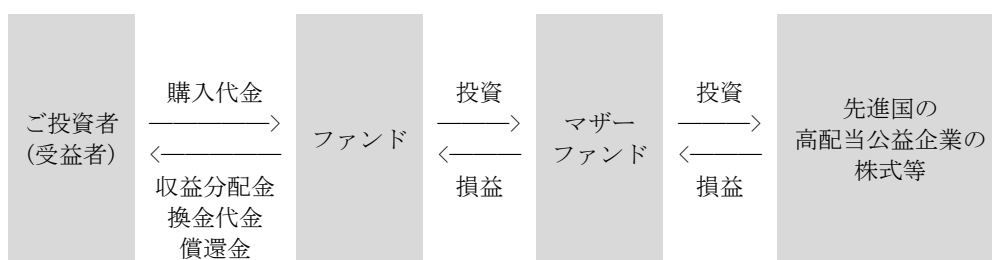 ご投資者
(受益者)
購入代金
収益分配金
換金代金
償還金
ファンド
投資
損益
マザー
ファンド
投資
損益
先進国の
高配当公益企業の
株式等